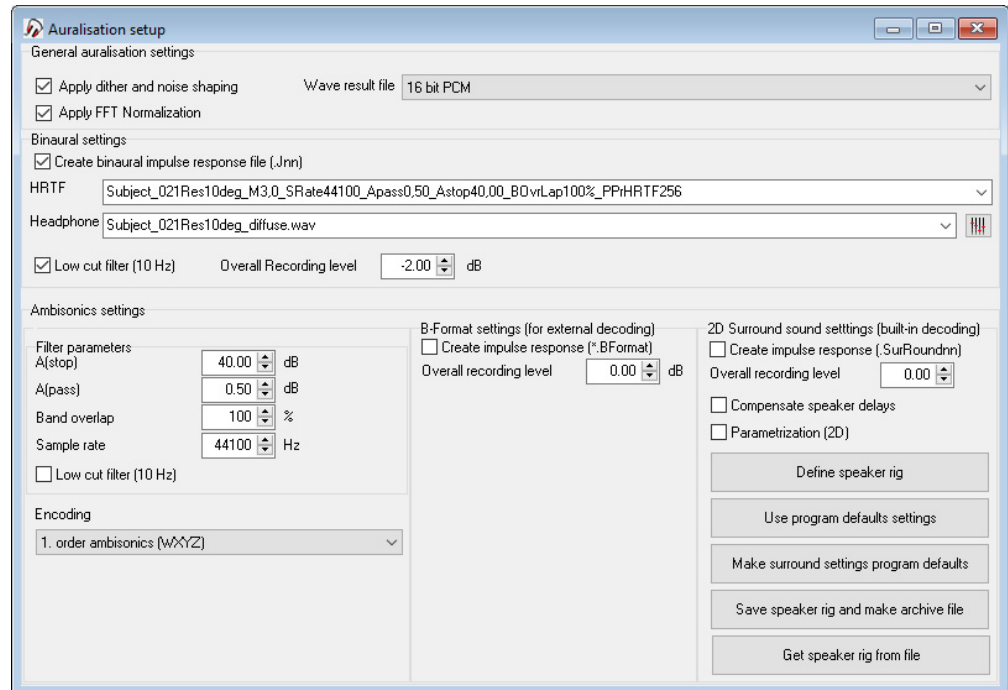 Auralisation setup
General auralisation settings
Apply dither and noise shaping
Wave result file
16 bit PCM
Apply FFT Normalization
Binaural settings
Create binaural impulse response file (.Jnn)
HRTF
Subject_021Res10deg_M3,0_SRate44100_Apass0,50_Astop40,00_BOvrLap100%_PPrHRTF256
Headphone
Subject_021Res10deg_diffuse.wav
Low cut filter (10 Hz)
Overall Recording level
-2.00
dB
Ambisonics settings
Filter parameters
A(stop)
40.00
dB
A(pass)
0.50
dB
Band overlap
100
%
Sample rate
44100
Hz
Low cut filter (10 Hz)
Encoding
1. order ambisonics (WXYZ)
B-Format settings (for external decoding)
Create impulse response (*.BFormat)
Overall recording level
0.00
dB
2D Surround sound setttings (built-in decoding)
Create impulse response (.SurRoundnn)
Overall recording level
0.00
Compensate speaker delays
Parametrization (2D)
Define speaker rig
Use program defaults settings
Make surround settings program defaults
Save speaker rig and make archive file
Get speaker rig from file